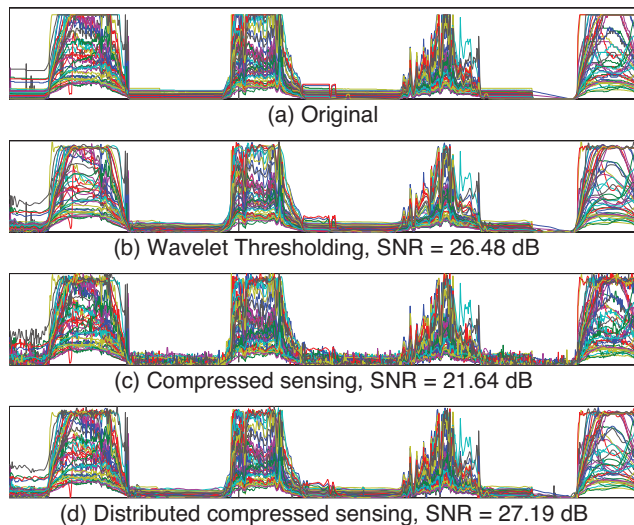 (a) Original
(b) Wavelet Thresholding, SNR = 26.48 dB
(c) Compressed sensing, SNR = 21.64 dB
(d) Distributed compressed sensing, SNR = 27.19 dB